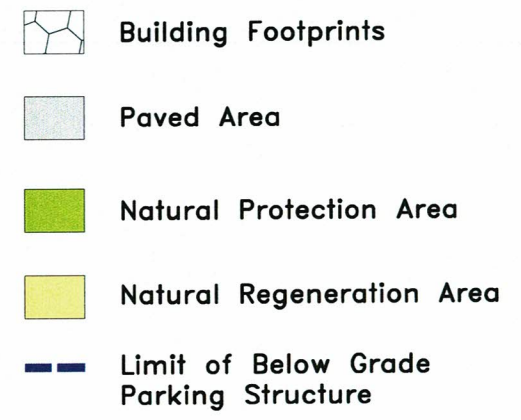 Building Footprints
Paved Area
Natural Protection Area
Natural Regeneration Area
Limit of Below Grade
Parking Structure